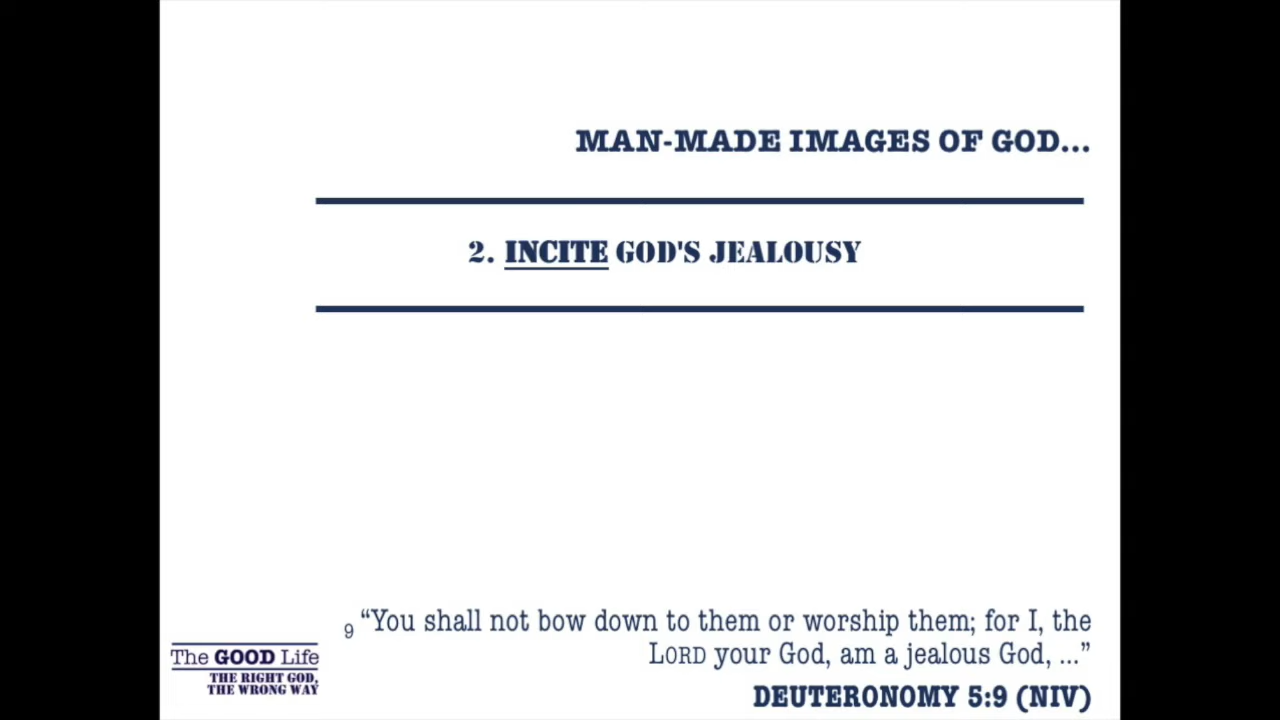 MAN-MADE IMAGES OF GOD...
2. INCITE GOD'S JEALOUSY
9 “You shall not bow down to them or worship them; for I, the
LORD your God, am a jealous God, ...”
DEUTERONOMY 5:9 (NIV)
The GOOD Life
THE RIGHT GOD,
THE WRONG WAY